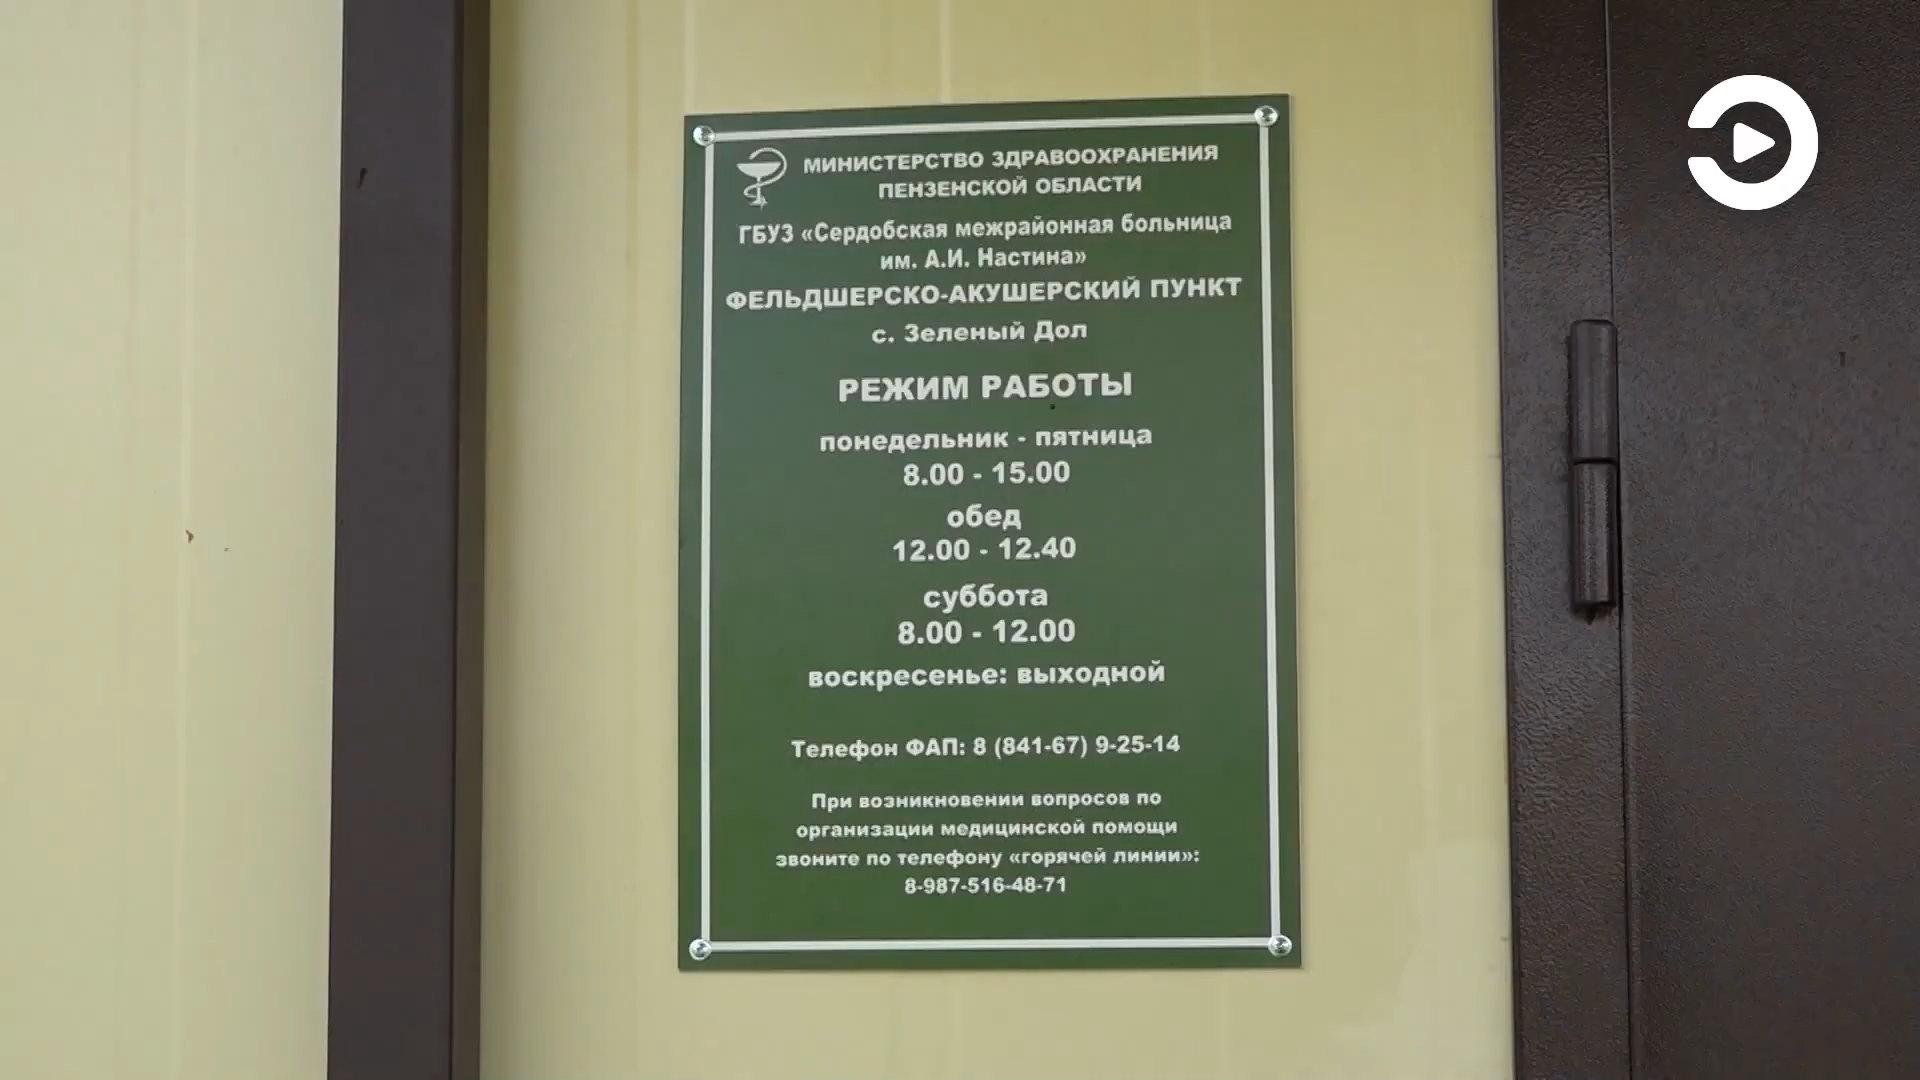 МИНИСТЕРСТВО ЗДРАВООХРАНЕНИЯ
ПЕНЗЕНСКОЙ ОБЛАСТИ
ГБУЗ «Сердобская межрайонная больница
им. А.И. Настина»
ФЕЛЬДШЕРСКО-АКУШЕРСКИЙ ПУНКТ
с. Зеленый Дол
РЕЖИМ РАБОТЫ
понедельник - пятница
8.00 - 15.00
обед
12.00 - 12.40
суббота
8.00 - 12.00
воскресенье: выходной
Телефон ФАП: 8 (841-67) 9-25-14
При возникновении вопросов по
организации медицинской помощи
звоните по телефону «горячей линии»:
8-987-516-48-71